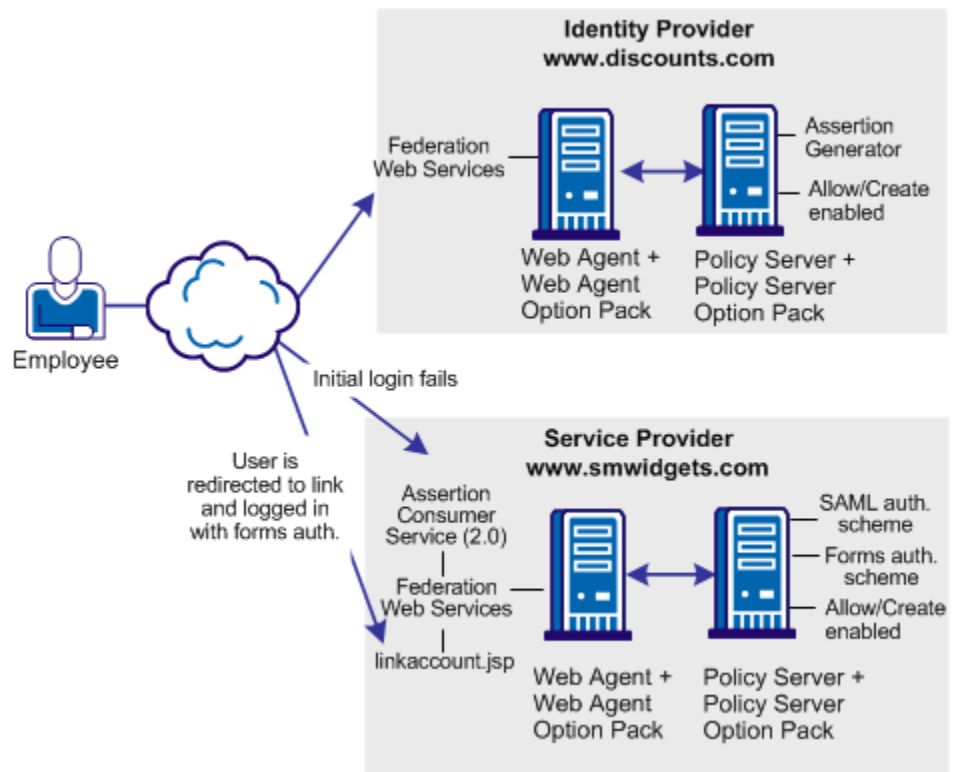 Identity Provider
www.discounts.com
Federation
Web Services
Assertion
Generator
Allow/Create
enabled
Web Agent +
Web Agent
Option Pack
Policy Server +
Policy Server
Option Pack
Employee
Initial login fails
User is
redirected to link
and logged in
with forms auth.
Service Provider
www.smwidgets.com
Assertion
Consumer
Service (2.0)
Federation
Web Services
linkaccount.jsp
SAML auth.
scheme
Forms auth.
scheme
Allow/Create
enabled
Web Agent +
Web Agent
Option Pack
Policy Server +
Policy Server
Option Pack